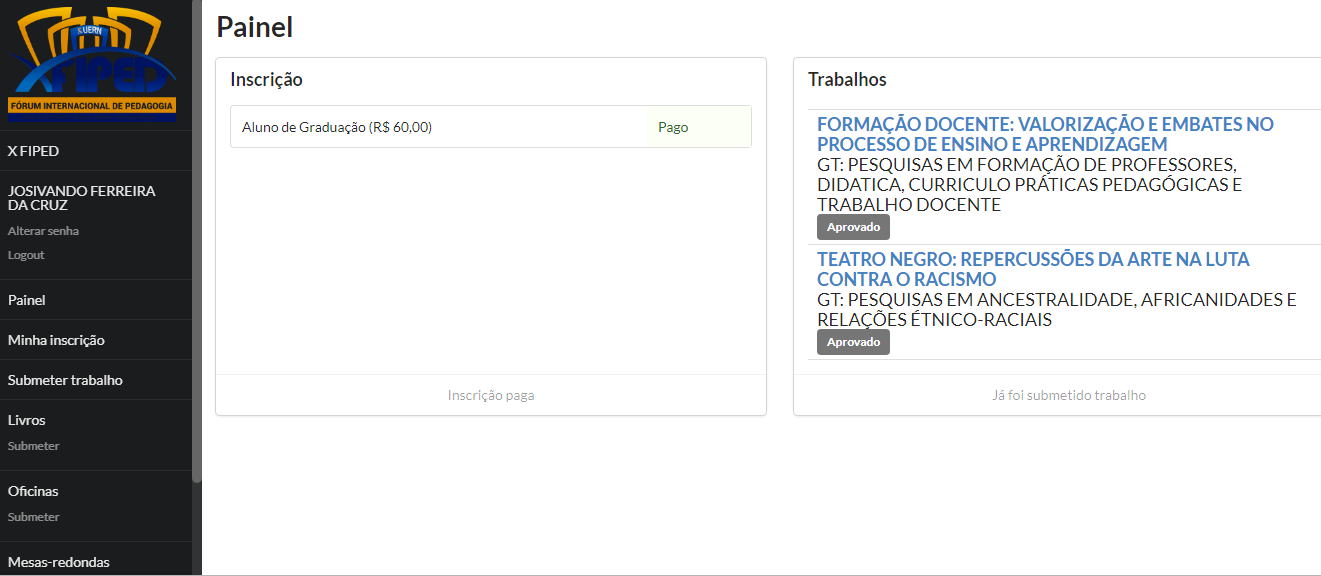 X UERN
X FIPED
FÓRUM INTERNACIONAL DE PEDAGOGIA
X FIPED
JOSIVANDO FERREIRA
DA CRUZ
Alterar senha
Logout
Painel
Minha inscrição
Submeter trabalho
Livros
Submeter
Oficinas
Submeter
Mesas-redondas
Painel
Inscrição
Aluno de Graduação (R$ 60,00)
Pago
Inscrição paga
Trabalhos
FORMAÇÃO DOCENTE: VALORIZAÇÃO E EMBATES NO
PROCESSO DE ENSINO E APRENDIZAGEM
GT: PESQUISAS EM FORMAÇÃO DE PROFESSORES,
DIDATICA, CURRICULO PRÁTICAS PEDAGÓGICAS E
TRABALHO DOCENTE
Aprovado
TEATRO NEGRO: REPERCUSSÕES DA ARTE NA LUTA
CONTRA O RACISMO
GT: PESQUISAS EM ANCESTRALIDADE, AFRICANIDADES E
RELAÇÕES ÉTNICO-RACIAIS
Aprovado
Já foi submetido trabalho